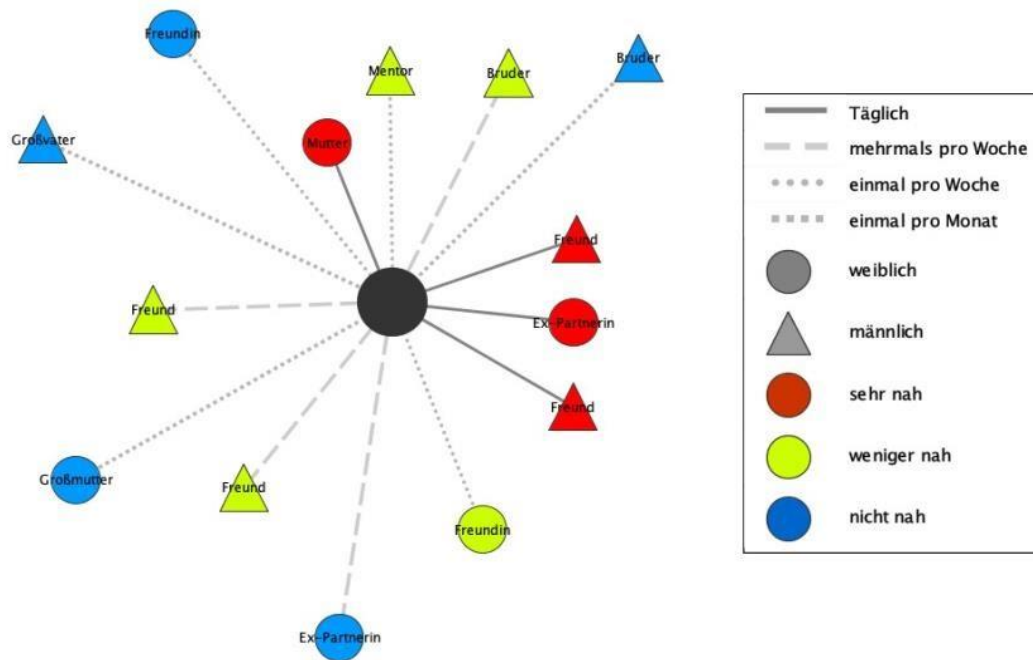 Freundin
Mentor
Bruder
Bruder
Großvater
Mutter
Freund
Freund
Ex-Partnerin
Freund
Großmutter
Freund
Freundin
Ex-Partnerin
Täglich
mehrmals pro Woche
einmal pro Woche
einmal pro Monat
weiblich
männlich
sehr nah
weniger nah
nicht nah